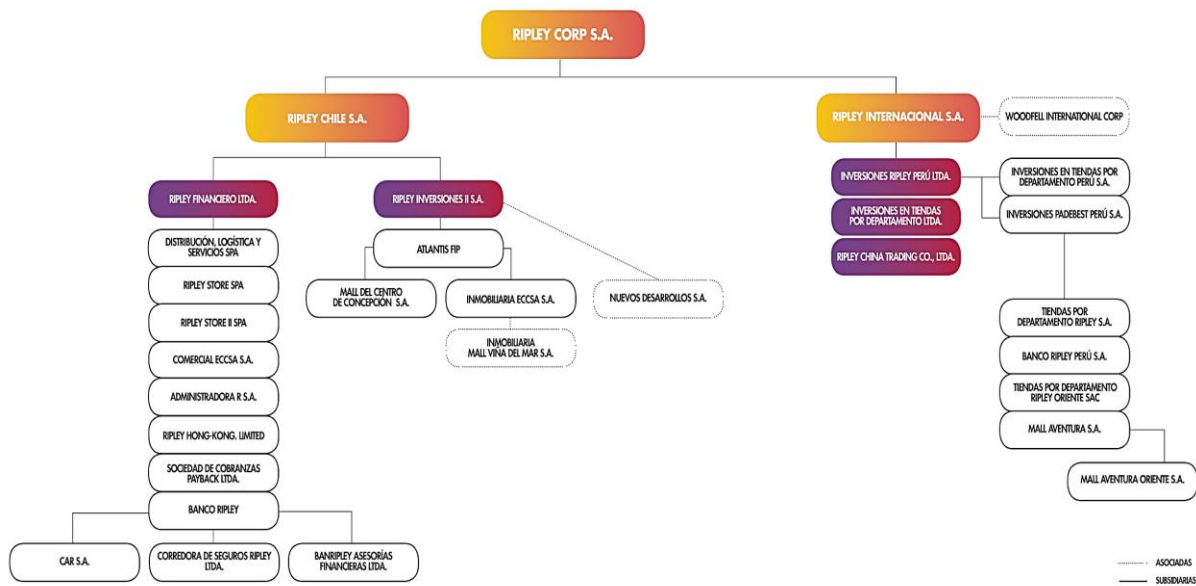 RIPLEY CORP S.A.
RIPLEY CHILE S.A.
RIPLEY INTERNACIONAL S.A.
WOODFELL INTERNATIONAL CORP
RIPLEY FINANCIERO LTDA.
RIPLEY INVERSIONES II S.A.
INVERSIONES RIPLEY PERÚ LTDA.
INVERSIONES EN TIENDAS POR
DEPARTAMENTO PERÚ S.A.
INVERSIONES EN TIENDAS
POR DEPARTAMENTO LTDA.
INVERSIONES PADEBEST PERÚ S.A.
RIPLEY CHINA TRADING CO., LTDA.
DISTRIBUCIÓN, LOGÍSTICA Y
SERVICIOS SPA
RIPLEY STORE SPA
RIPLEY STORE II SPA
COMERCIAL ECCSA S.A.
ADMINISTRADORA R S.A.
RIPLEY HONG-KONG. LIMITED
SOCIEDAD DE COBRANZAS
PAYBACK LTDA.
BANCO RIPLEY
CAR S.A.
CORREDORA DE SEGUROS RIPLEY
LTDA.
BANRIPLEY ASESORÍAS
FINANCIERAS LTDA.
ATLANTIS FIP
MALL DEL CENTRO
DE CONCEPCIÓN S.A.
INMOBILIARIA ECCSA S.A.
NUEVOS DESARROLLOS S.A.
INMOBILIARIA
MALL VIÑA DEL MAR S.A.
TIENDAS POR
DEPARTAMENTO RIPLEY S.A.
BANCO RIPLEY PERÚ S.A.
TIENDAS POR DEPARTAMENTO
RIPLEY ORIENTE SAC
MALL AVENTURA S.A.
MALL AVENTURA ORIENTE S.A.
ASOCIADAS
SUBSIDIARIAS